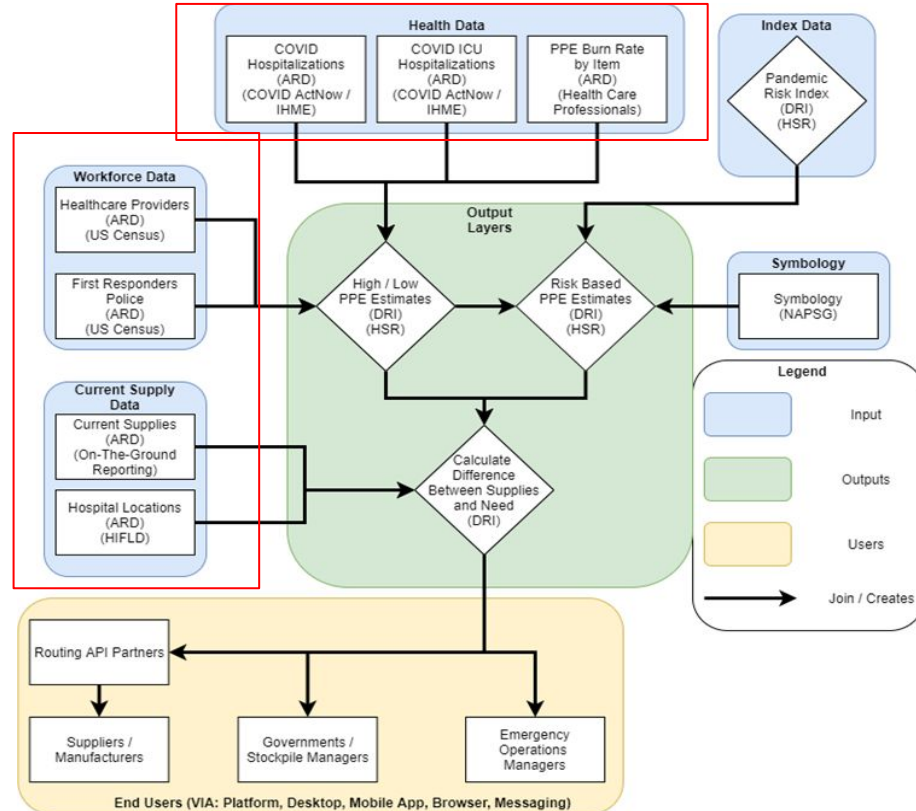 Health Data
COVID
Hospitalizations
(ARD)
(COVID ActNow /
IHME)
COVID ICU
Hospitalizations
(ARD)
(COVID ActNow /
IHME)
PPE Burn Rate
by Item
(ARD)
(Health Care
Professionals)
Index Data
Pandemic
Risk Index
(DRI)
(HSR)
Workforce Data
Healthcare Providers
(ARD)
(US Census)
First Responders
Police
(ARD)
(US Census)
Output
Layers
High / Low
PPE Estimates
(DRI)
(HSR)
Risk Based
PPE Estimates
(DRI)
(HSR)
Symbology
Symbology
(NAPSG)
Current Supply
Data
Current Supplies
(ARD)
(On-The-Ground
Reporting)
Hospital Locations
(ARD)
(HIFLD)
Calculate
Difference
Between Supplies
and Need
(DRI)
Legend
Input
Outputs
Users
Join / Creates
Routing API Partners
Suppliers /
Manufacturers
Governments /
Stockpile Managers
Emergency
Operations
Managers
End Users (VIA: Platform, Desktop, Mobile App, Browser, Messaging)